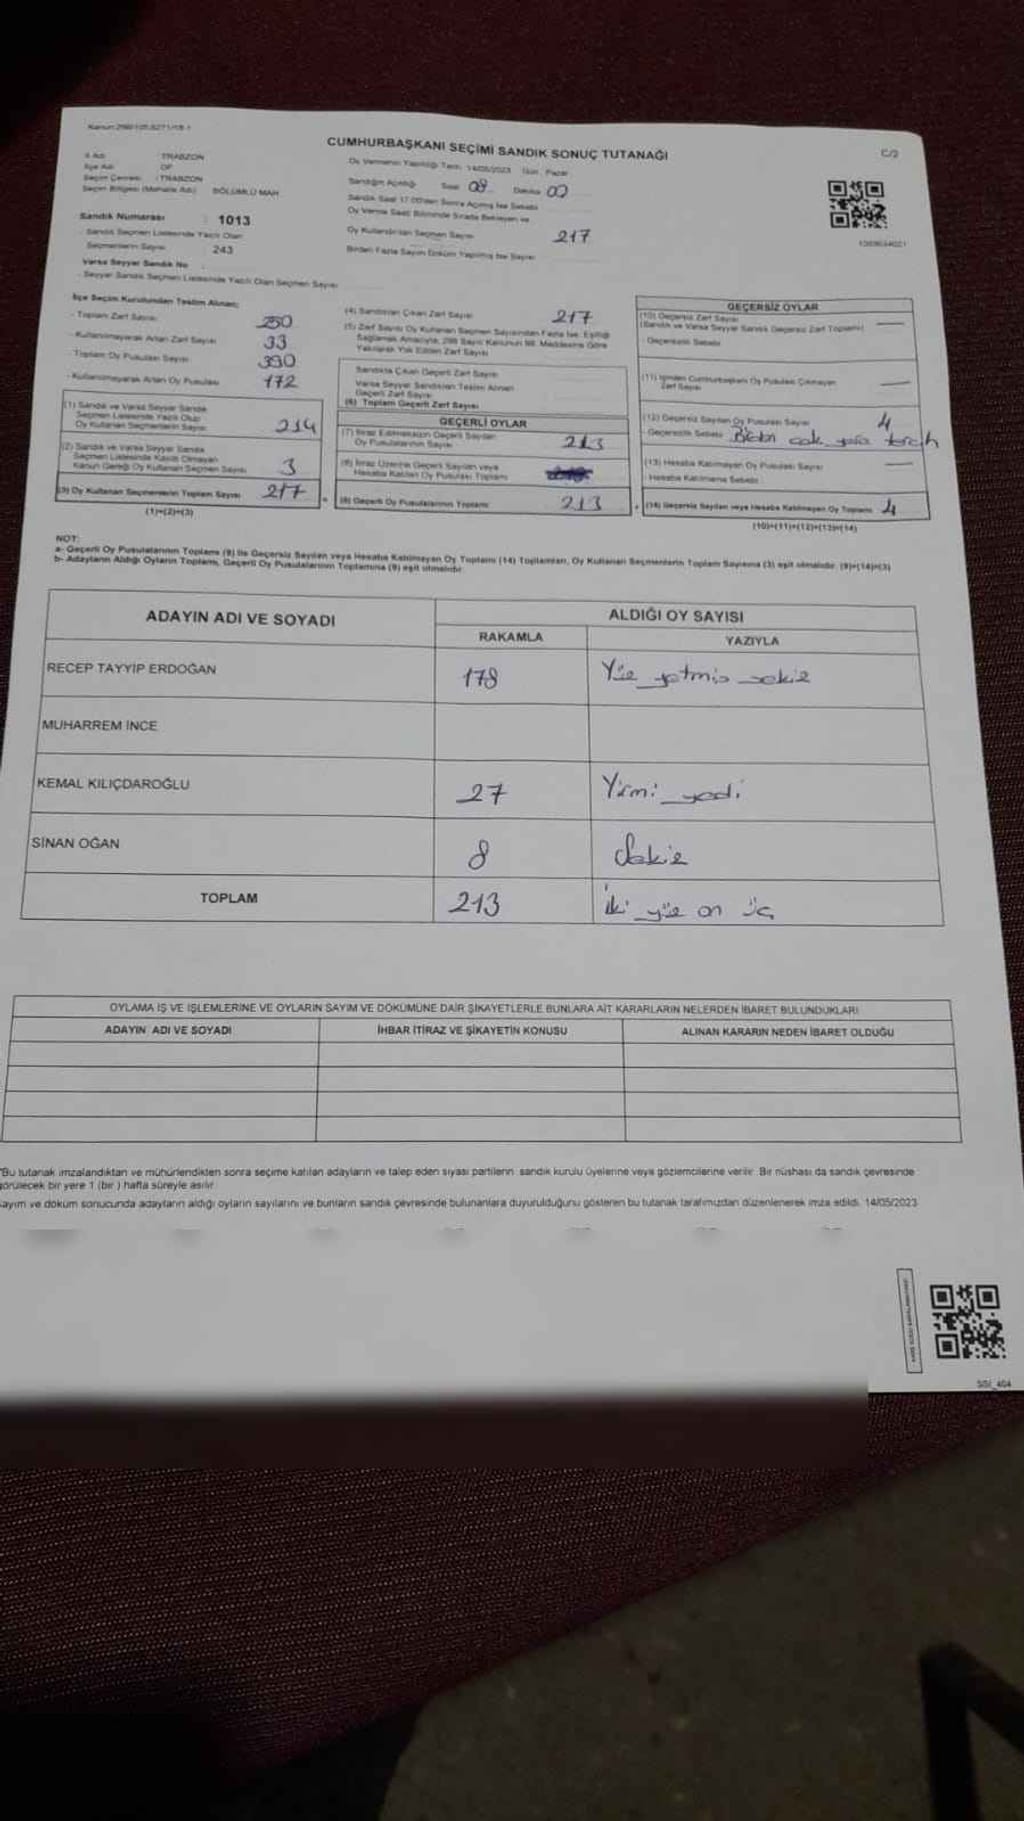 CUMHURBAŞKANI SEÇİMİ SANDIK SONUÇ TUTANAĞI
C/2
İl Adı : TRABZON
İlçe Adı OF
Seçim Çevresi : TRABZON
Seçim Bölgesi (Mahalle Adı) BÖLÜMLÜ MAH
Sandık Numarası : 1013
Sandık Seçmen Listesinde Yazılı Olan
Seçmenlerin Sayısı 243
Varsa Seyyar Sandık No
Seyyar Sandık Seçmen Listesinde Yazılı Olan Seçmen Sayısı
Oy Vermenin Yapıldığı Tarih 14/05/2023 Gün Pazar
Sandığın Açıldığı Saat 08 Dakika 00
Sandık Saat 17.00'den Sonra Açılmış İse Sebebi
Oy Verme Saati Bitiminde Sırada Bekleyen ve
Oy Kullandırılan Seçmen Sayısı 217
Birden Fazla Sayım Döküm Yapılmış İse Sayısı
İlçe Seçim Kurulundan Teslim Alınan;
- Toplam Zarf Sayısı 250
- Kullanılmayarak Artan Zarf Sayısı 33
- Toplam Oy Pusulası Sayısı 390
- Kullanılmayarak Artan Oy Pusulası 172
(1) Sandık ve Varsa Seyyar Sandık
Seçmen Listesinde Yazılı Olup
Oy Kullanan Seçmenlerin Sayısı 214
(2) Sandık ve Varsa Seyyar Sandık
Seçmen Listesinde Kayıtlı Olmayan
Kanun Gereği Oy Kullanan Seçmen Sayısı 3
(3) Oy Kullanan Seçmenlerin Toplam Sayısı 217
(1)+(2)=(3)
(4) Sandıktan Çıkan Zarf Sayısı 217
(5) Zarf Sayısı Oy Kullanan Seçmen Sayısından Fazla İse, Eşitliği
Sağlamak Amacıyla, 298 Sayılı Kanunun 98. Maddesine Göre
Yakılarak Yok Edilen Zarf Sayısı
Sandıkta Çıkan Geçerli Zarf Sayısı
Varsa Seyyar Sandıktan Teslim Alınan
Geçerli Zarf Sayısı
(6) Toplam Geçerli Zarf Sayısı
GEÇERLİ OYLAR
(7) İtiraz Edilmeksizin Geçerli Sayılan
Oy Pusulalarının Sayısı 213
(8) İtiraz Üzerine Geçerli Sayılan veya
Hesaba Katılan Oy Pusulası Toplamı
(9) Geçerli Oy Pusulalarının Toplamı 213
GEÇERSİZ OYLAR
(10) Geçersiz Zarf Sayısı
(Sandık ve Varsa Seyyar Sandık Geçersiz Zarf Toplamı)
Geçersizlik Sebebi
(11) İçinden Cumhurbaşkanı Oy Pusulası Çıkmayan
Zarf Sayısı
(12) Geçersiz Sayılan Oy Pusulası Sayısı 4
Geçersizlik Sebebi Birden çok yere tercih
(13) Hesaba Katılmayan Oy Pusulası Sayısı
Hesaba Katılmama Sebebi
(14) Geçersiz Sayılan veya Hesaba Katılmayan Oy Toplamı 4
(10)+(11)+(12)+(13)=(14)
NOT:
a- Geçerli Oy Pusulalarının Toplamı (9) ile Geçersiz Sayılan veya Hesaba Katılmayan Oy Toplamı (14) Toplamları, Oy Kullanan Seçmenlerin Toplam Sayısına (3) eşit olmalıdır. (9)+(14)=(3)
b- Adayların Aldığı Oyların Toplamı, Geçerli Oy Pusulalarının Toplamına (9) eşit olmalıdır.
ADAYIN ADI VE SOYADI ALDIĞI OY SAYISI
RAKAMLA YAZIYLA
RECEP TAYYİP ERDOĞAN 178 Yüz yetmiş sekiz
MUHARREM İNCE
KEMAL KILIÇDAROĞLU 27 Yirmi yedi
SİNAN OĞAN 8 Sekiz
TOPLAM 213 İki yüz on üç
OYLAMA İŞ VE İŞLEMLERİNE VE OYLARIN SAYIM VE DÖKÜMÜNE DAİR ŞİKAYETLERLE BUNLARA AİT KARARLARIN NELERDEN İBARET BULUNDUKLARI
ADAYIN ADI VE SOYADI İHBAR İTİRAZ VE ŞİKAYETİN KONUSU ALINAN KARARIN NEDEN İBARET OLDUĞU
*Bu tutanak imzalandıktan ve mühürlendikten sonra seçime katılan adayların ve talep eden siyasi partilerin sandık kurulu üyelerine veya gözlemcilerine verilir. Bir nüshası da sandık çevresinde
görülecek bir yere 1 (bir) hafta süreyle asılır.
ayım ve döküm sonucunda adayların aldığı oyların sayılarını ve bunların sandık çevresinde bulunanlara duyurulduğunu gösteren bu tutanak tarafımızdan düzenlenerek imza edildi. 14/05/2023